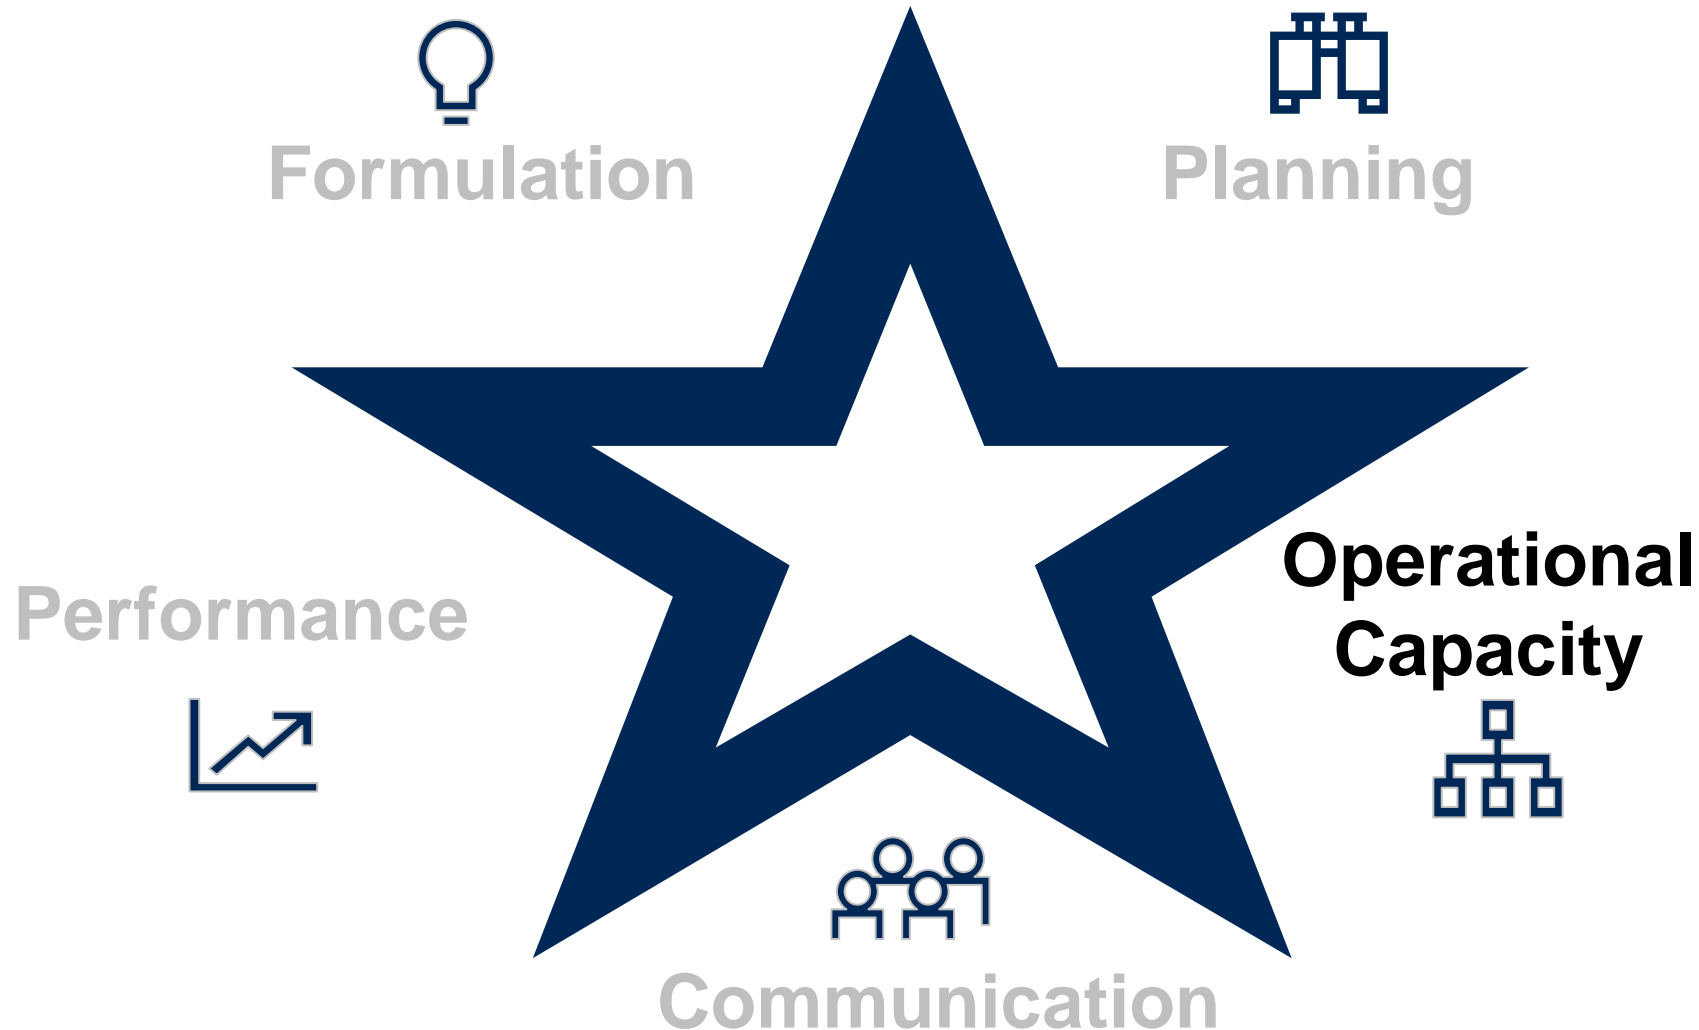 Formulation
Planning
Operational
Capacity
Performance
Communication